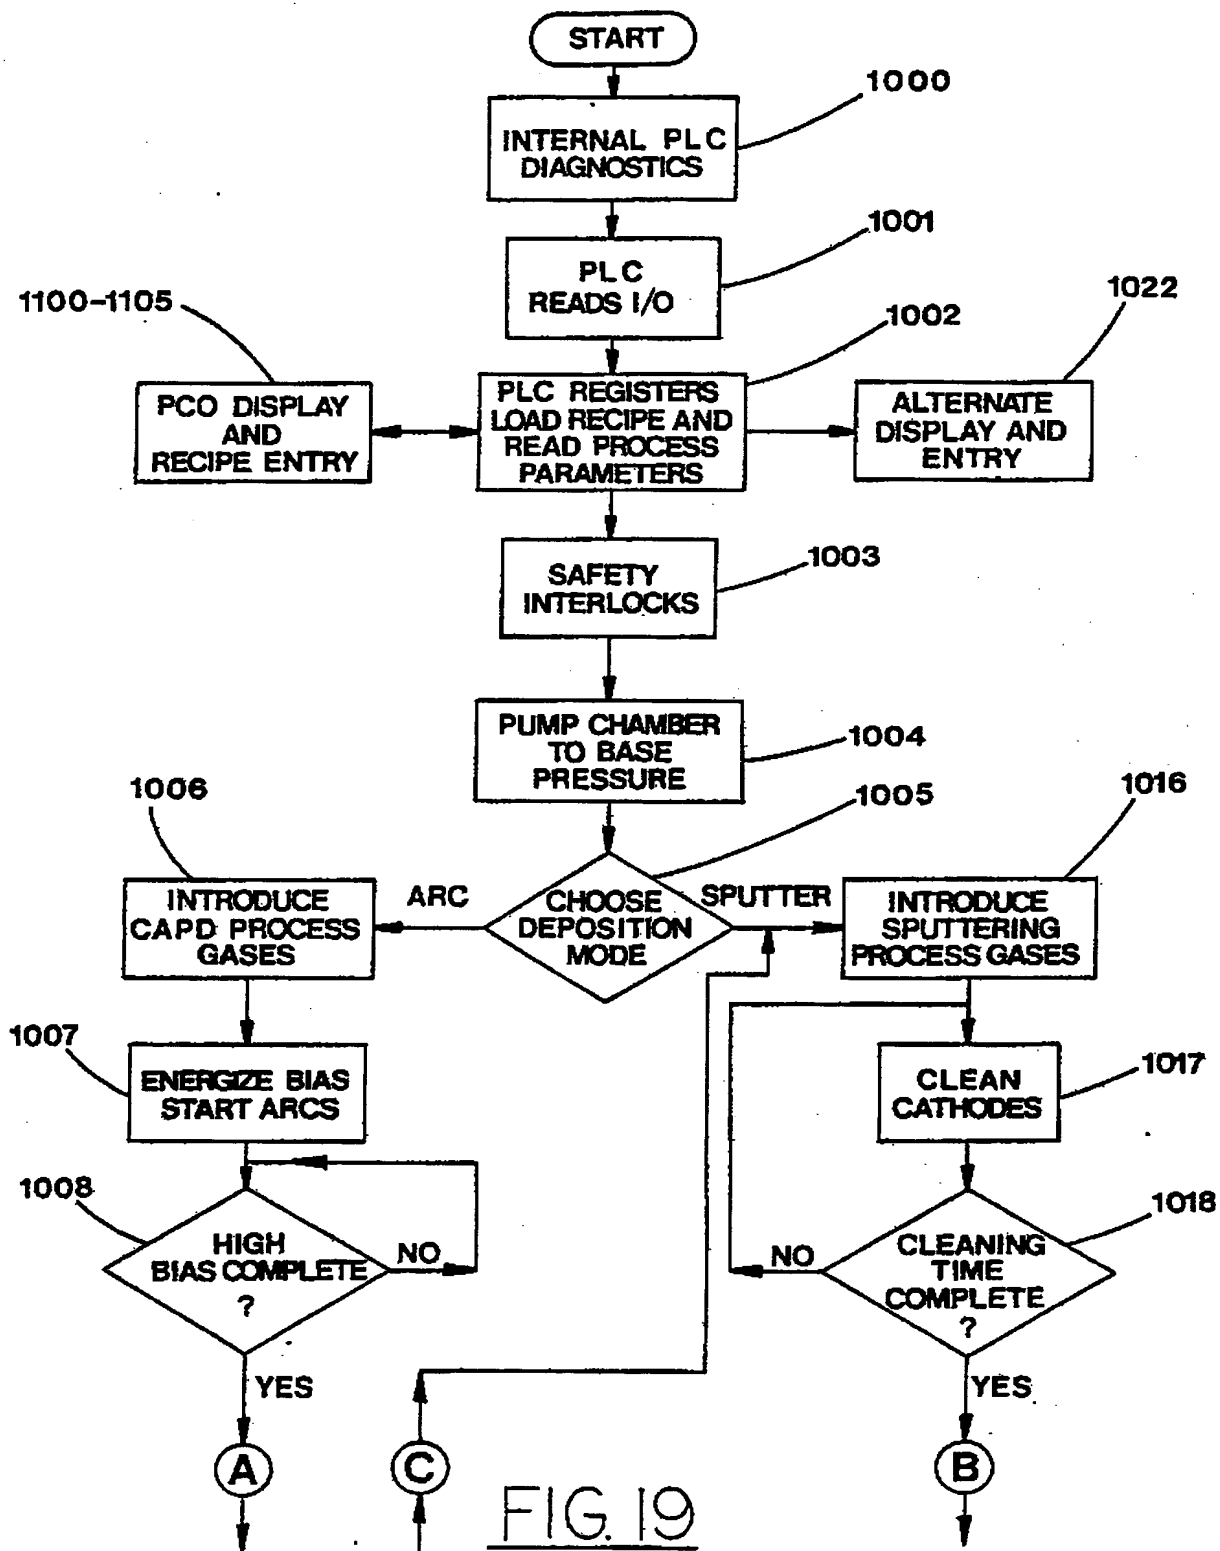 START
1000
INTERNAL PLC
DIAGNOSTICS
1001
PLC
READS I/O
1100-1105
1002
1022
PCO DISPLAY
AND
RECIPE ENTRY
PLC REGISTERS
LOAD RECIPE AND
READ PROCESS
PARAMETERS
ALTERNATE
DISPLAY AND
ENTRY
1003
SAFETY
INTERLOCKS
1004
PUMP CHAMBER
TO BASE
PRESSURE
1006
1005
1016
INTRODUCE
CAPD PROCESS
GASES
ARC
CHOOSE
DEPOSITION
MODE
SPUTTER
INTRODUCE
SPUTTERING
PROCESS GASES
1007
ENERGIZE BIAS
START ARCS
1017
CLEAN
CATHODES
1008
HIGH
BIAS COMPLETE
?
NO
1018
NO
CLEANING
TIME
COMPLETE
?
YES
YES
A
C
B
FIG. 19